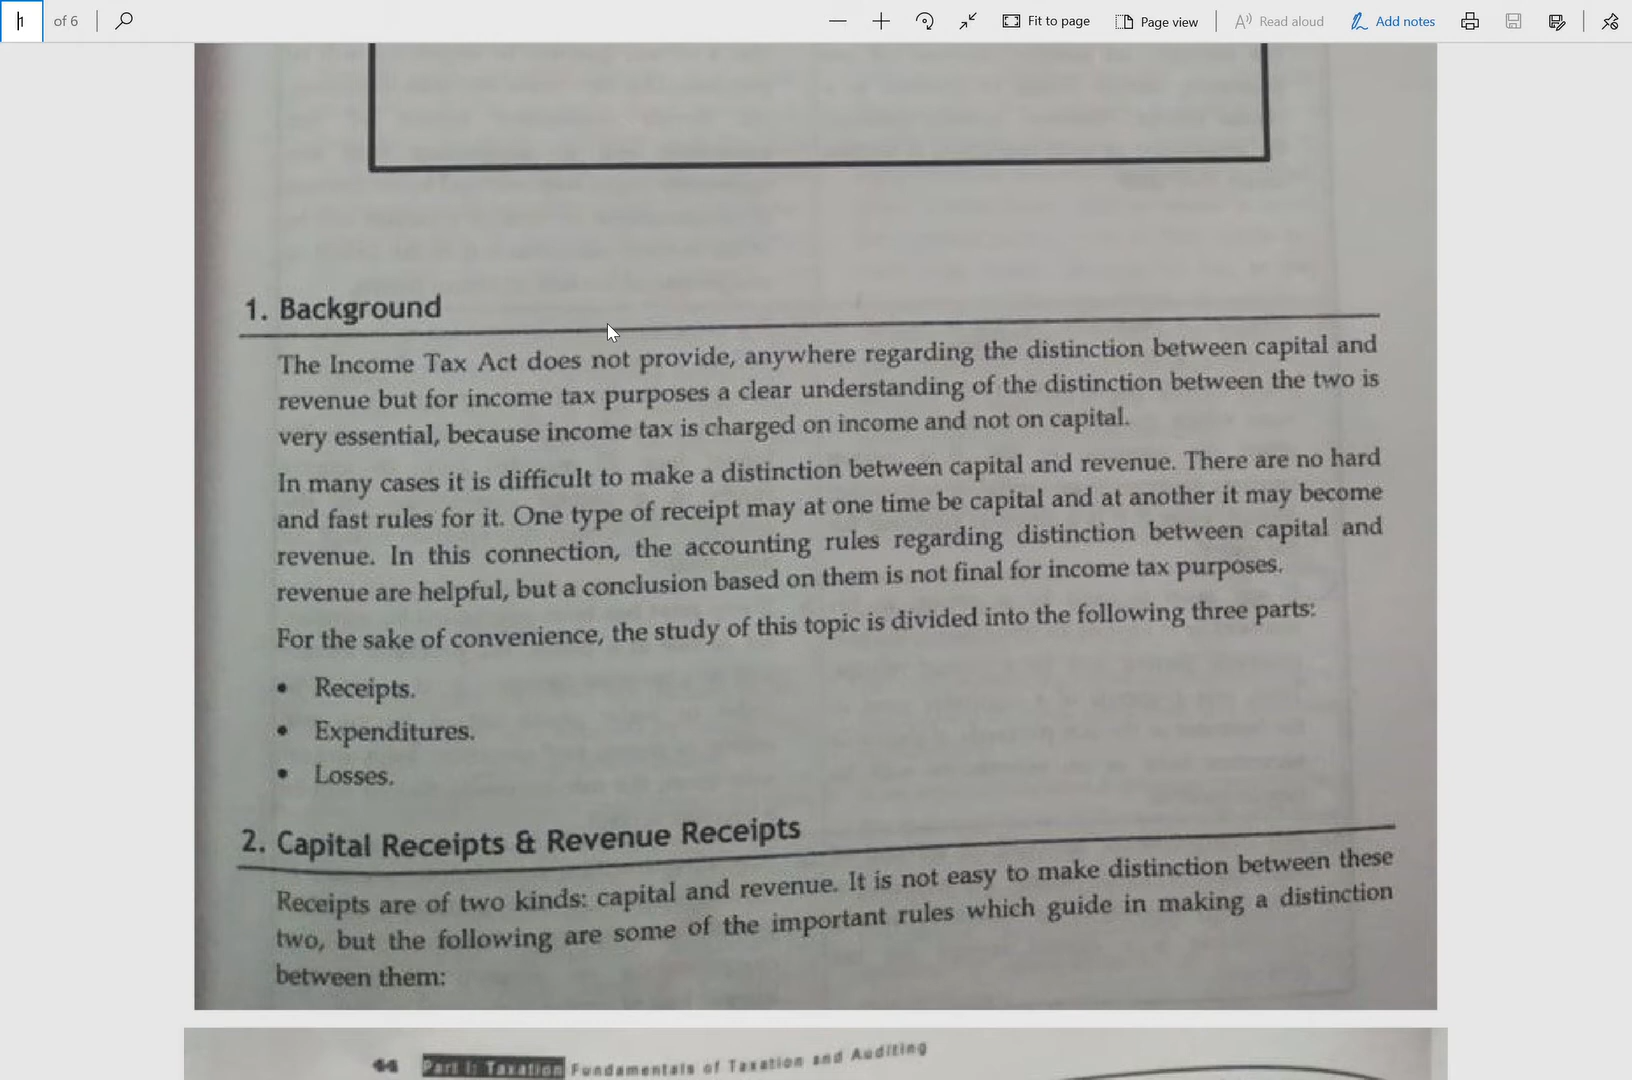 1 of 6 Fit to page Page view Read aloud Add notes
1. Background
The Income Tax Act does not provide, anywhere regarding the distinction between capital and
revenue but for income tax purposes a clear understanding of the distinction between the two is
very essential, because income tax is charged on income and not on capital.
In many cases it is difficult to make a distinction between capital and revenue. There are no hard
and fast rules for it. One type of receipt may at one time be capital and at another it may become
revenue. In this connection, the accounting rules regarding distinction between capital and
revenue are helpful, but a conclusion based on them is not final for income tax purposes.
For the sake of convenience, the study of this topic is divided into the following three parts:
• Receipts.
• Expenditures.
• Losses.
2. Capital Receipts & Revenue Receipts
Receipts are of two kinds: capital and revenue. It is not easy to make distinction between these
two, but the following are some of the important rules which guide in making a distinction
between them:
44 Part I: Taxation Fundamentals of Taxation and Auditing